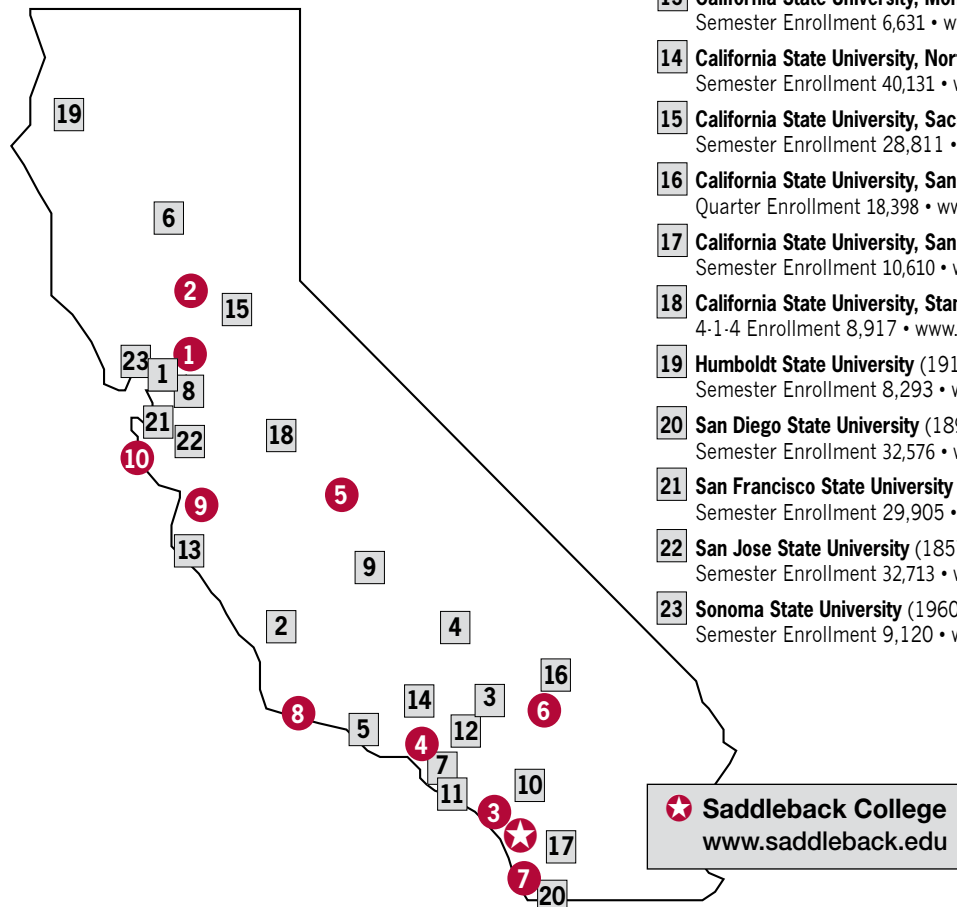 13 California State University,
Semester Enrollment 6,631 •
14 California State University,
Semester Enrollment 40,131 •
15 California State University,
Semester Enrollment 28,811 •
16 California State University, San
Quarter Enrollment 18,398 •
17 California State University, San
Semester Enrollment 10,610 •
18 California State University,
4-1-4 Enrollment 8,917 • www.
19 Humboldt State University (191
Semester Enrollment 8,293 •
20 San Diego State University (189
Semester Enrollment 32,576 •
21 San Francisco State University
Semester Enrollment 29,905 •
22 San Jose State University (185
Semester Enrollment 32,713 •
23 Sonoma State University (1960
Semester Enrollment 9,120 •
19
6
2
15
1
23
1
8
21
22
18
10
5
9
13
9
2
4
16
14
3
6
8
5
12
4
7
10
11
3
17
7
20
Saddleback College
www.saddleback.edu